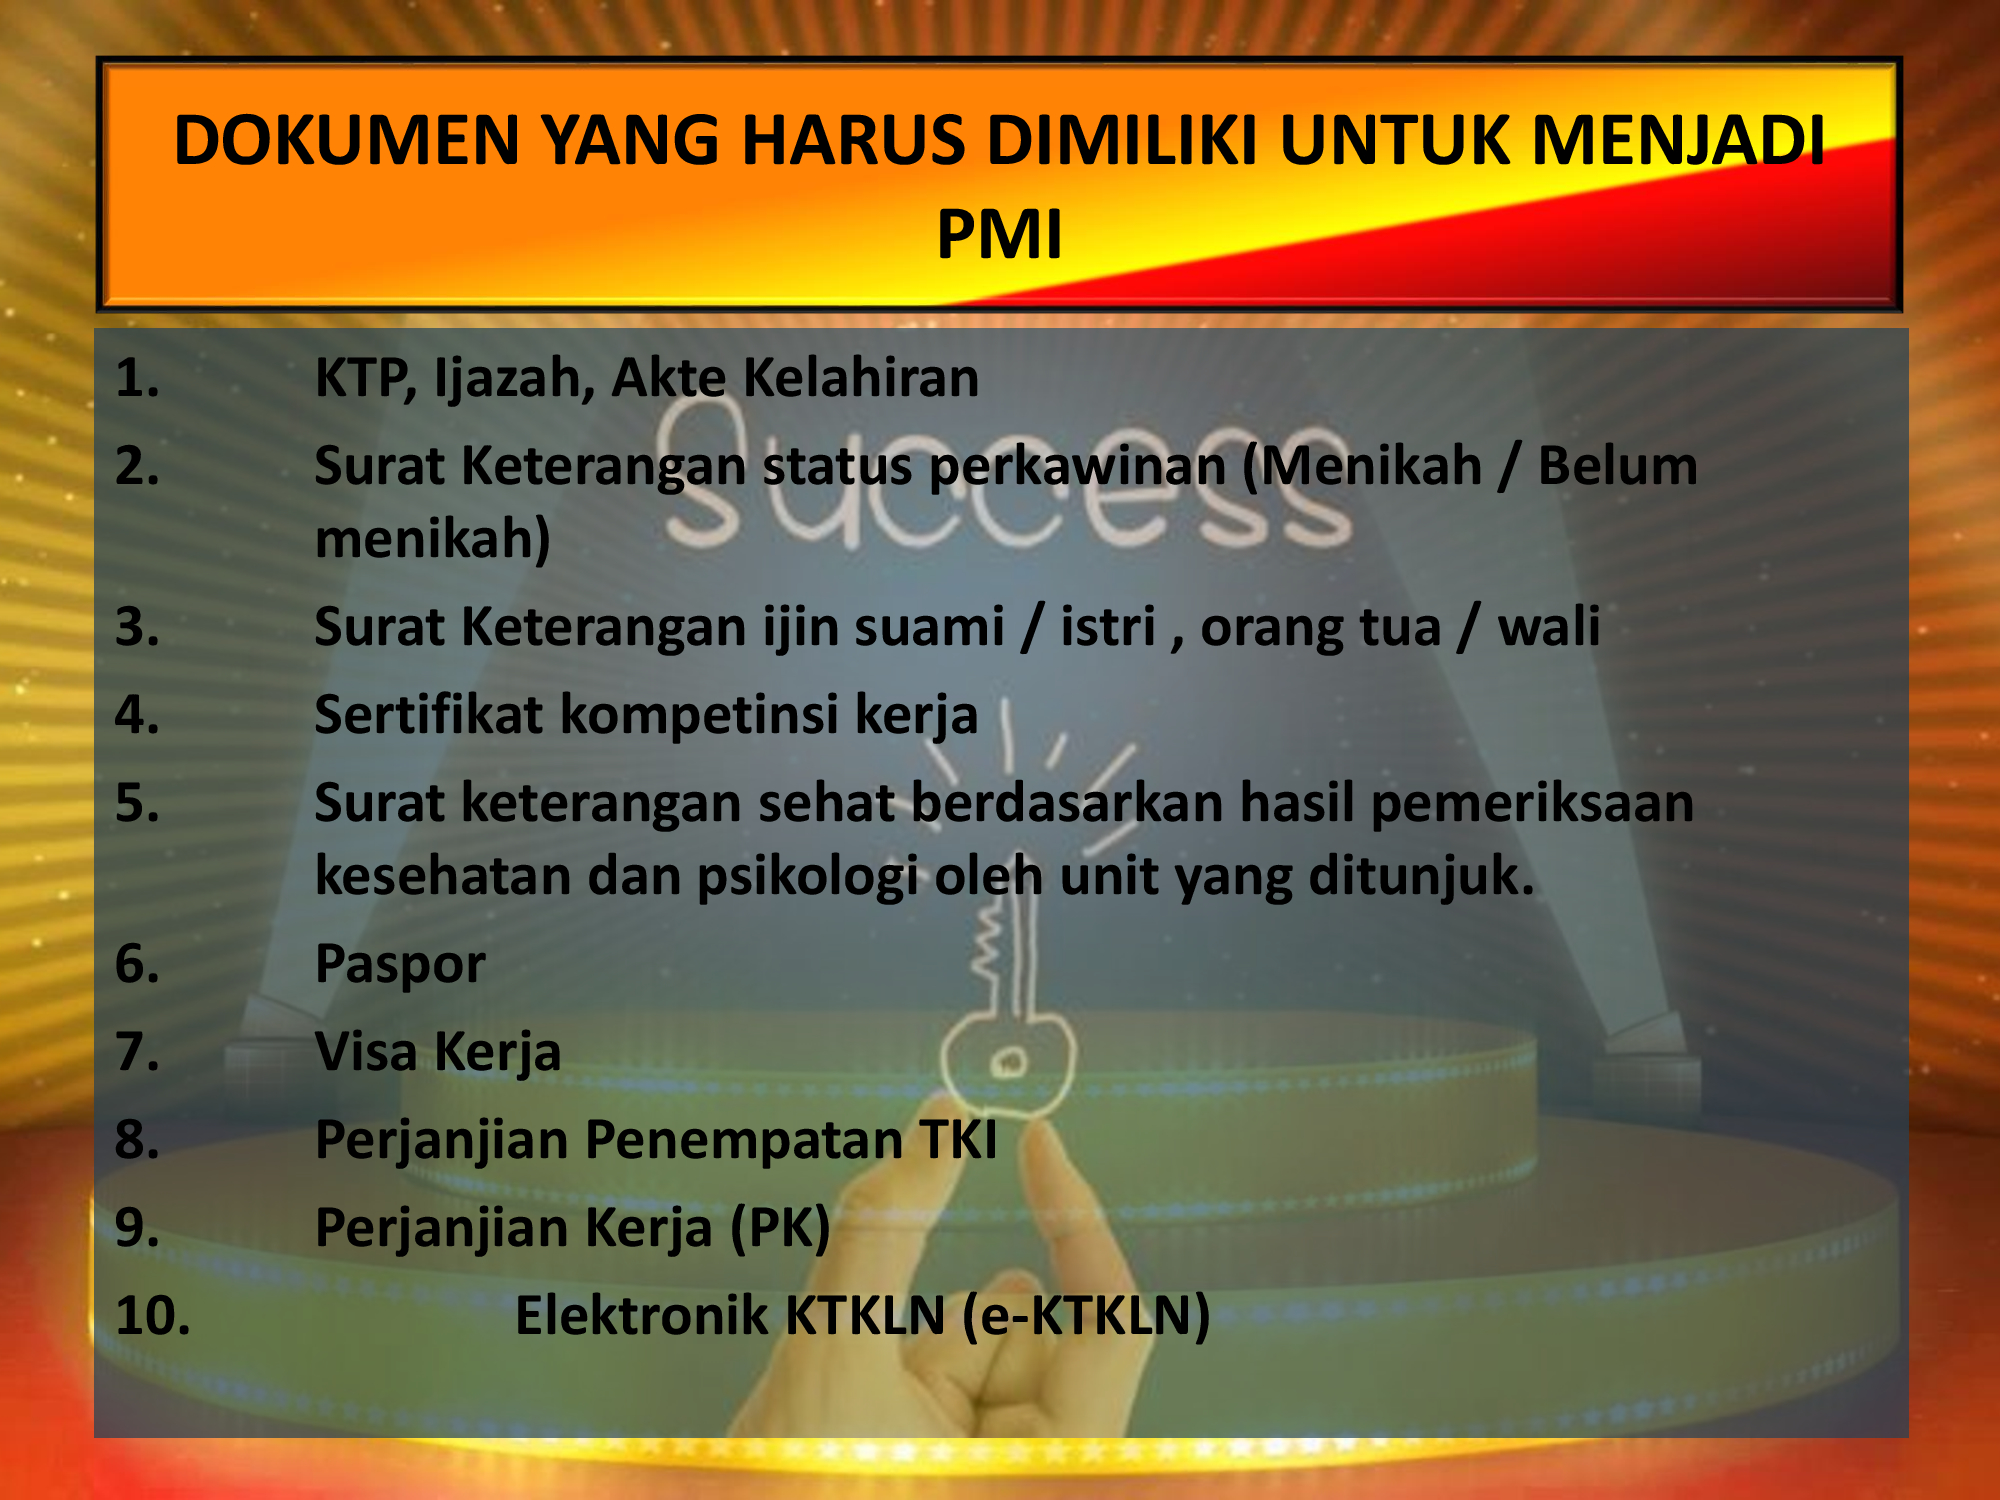 DOKUMEN YANG HARUS DIMILIKI UNTUK MENJADI
PMI
Success
1. KTP, Ijazah, Akte Kelahiran
2. Surat Keterangan status perkawinan (Menikah / Belum
menikah)
3. Surat Keterangan ijin suami / istri , orang tua / wali
4. Sertifikat kompetinsi kerja
5. Surat keterangan sehat berdasarkan hasil pemeriksaan
kesehatan dan psikologi oleh unit yang ditunjuk.
6. Paspor
7. Visa Kerja
8. Perjanjian Penempatan TKI
9. Perjanjian Kerja (PK)
10. Elektronik KTKLN (e-KTKLN)